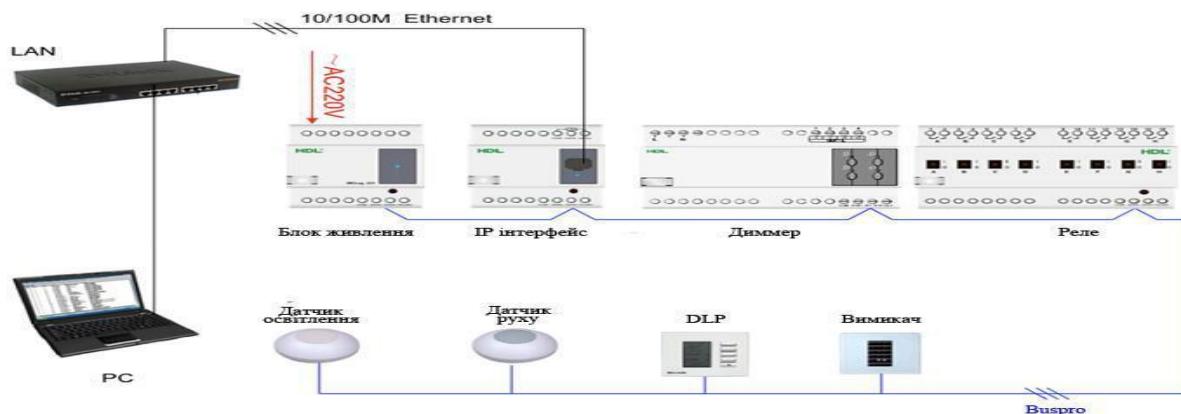 10/100M Ethernet
LAN
~AC220V
HDL
HDL
HDL
HDL
Блок живлення
IP інтерфейс
Диммер
Реле
Датчик
освітлення
Датчик
руху
DLP
Вимикач
PC
Buspro